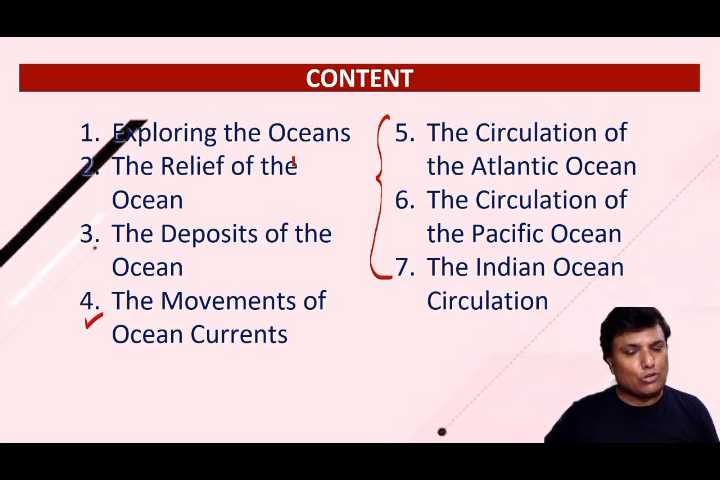 CONTENT
1. Exploring the Oceans
2. The Relief of the
Ocean
3. The Deposits of the
Ocean
4. The Movements of
Ocean Currents
5. The Circulation of
the Atlantic Ocean
6. The Circulation of
the Pacific Ocean
7. The Indian Ocean
Circulation